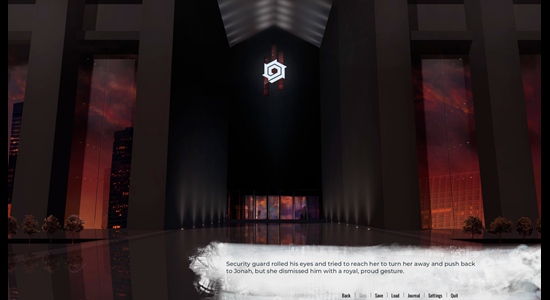 Security guard rolled his eyes and tried to reach her to turn her away and push back
to Jonah, but she dismissed him with a royal, proud gesture.
Back Skip Save Load Journal Settings Quit